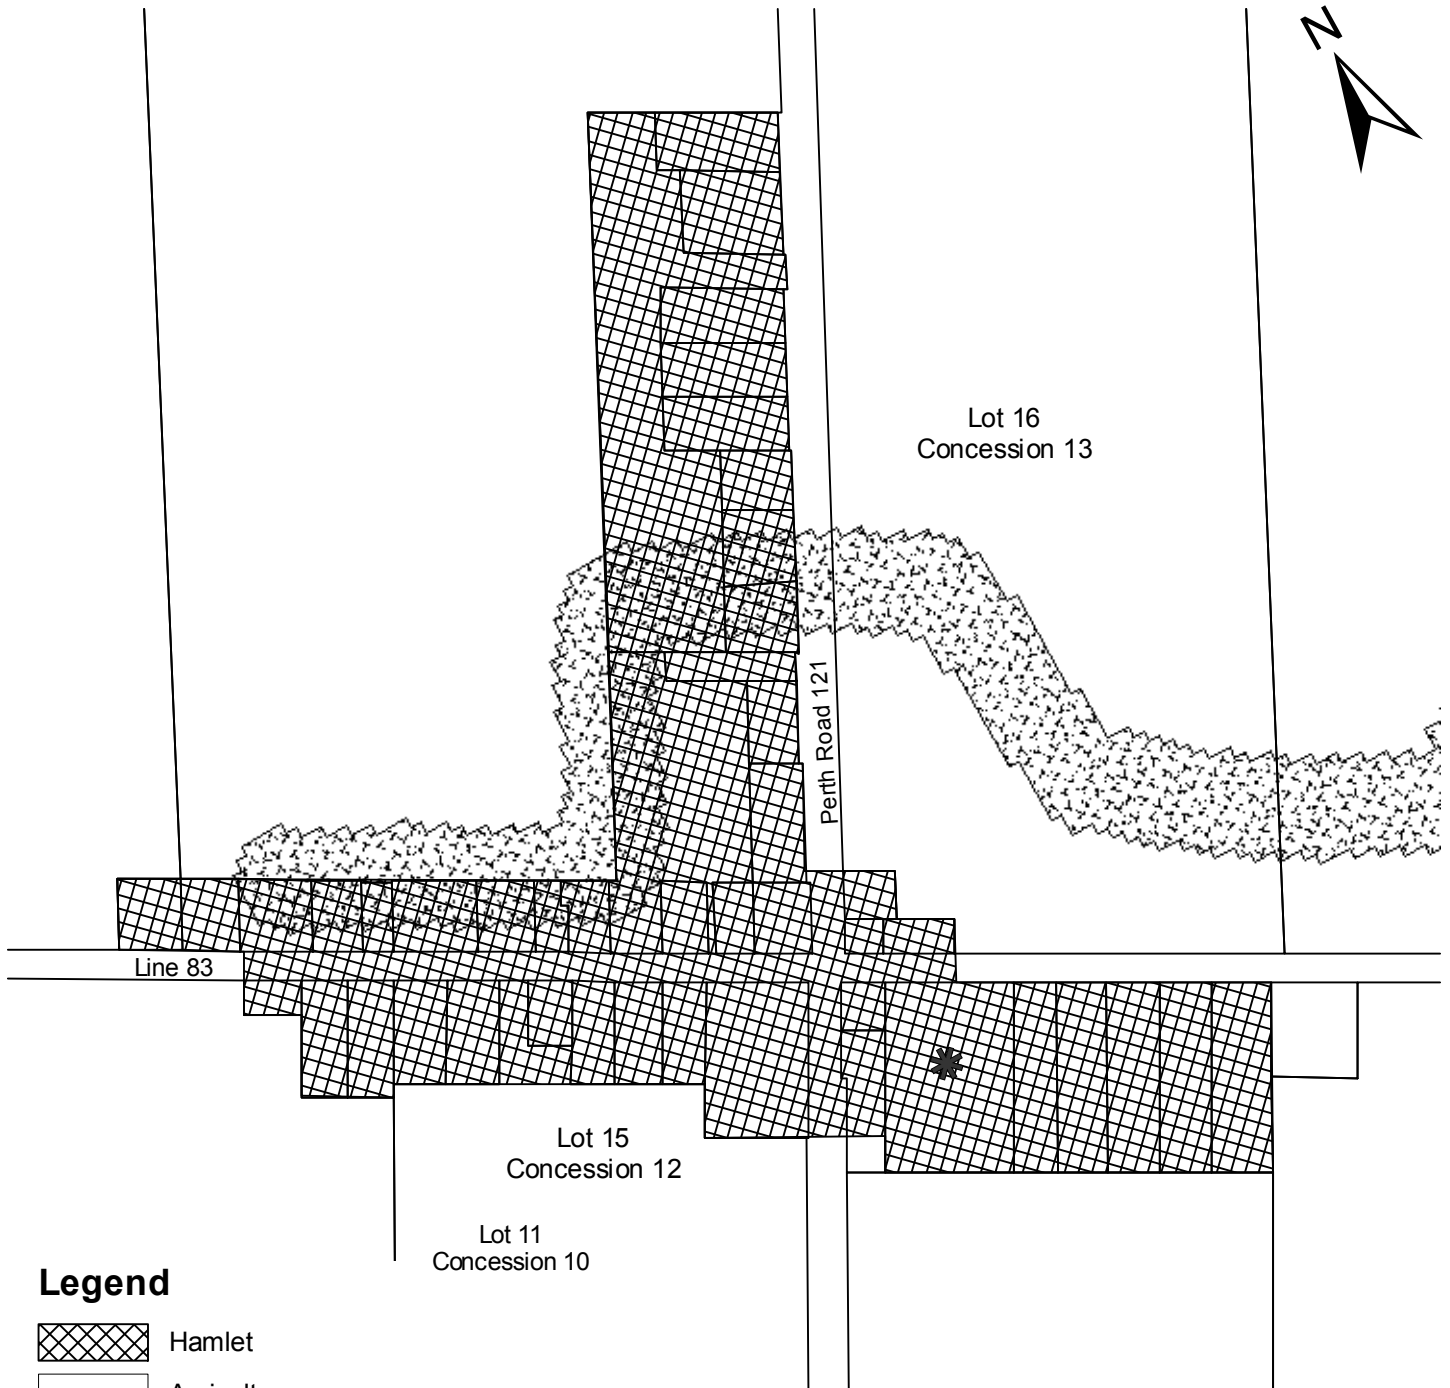 N
Lot 16
Concession 13
Perth Road 121
Line 83
Lot 15
Concession 12
Lot 11
Concession 10
Legend
Hamlet